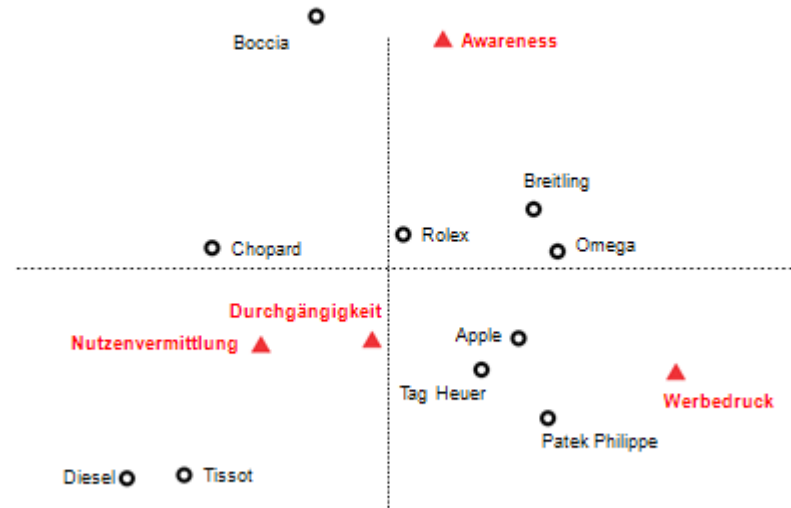 Boccia
Awareness
Breitling
Rolex
Omega
Chopard
Durchgängigkeit
Nutzenvermittlung
Apple
Tag Heuer
Werbedruck
Patek Philippe
Diesel
Tissot